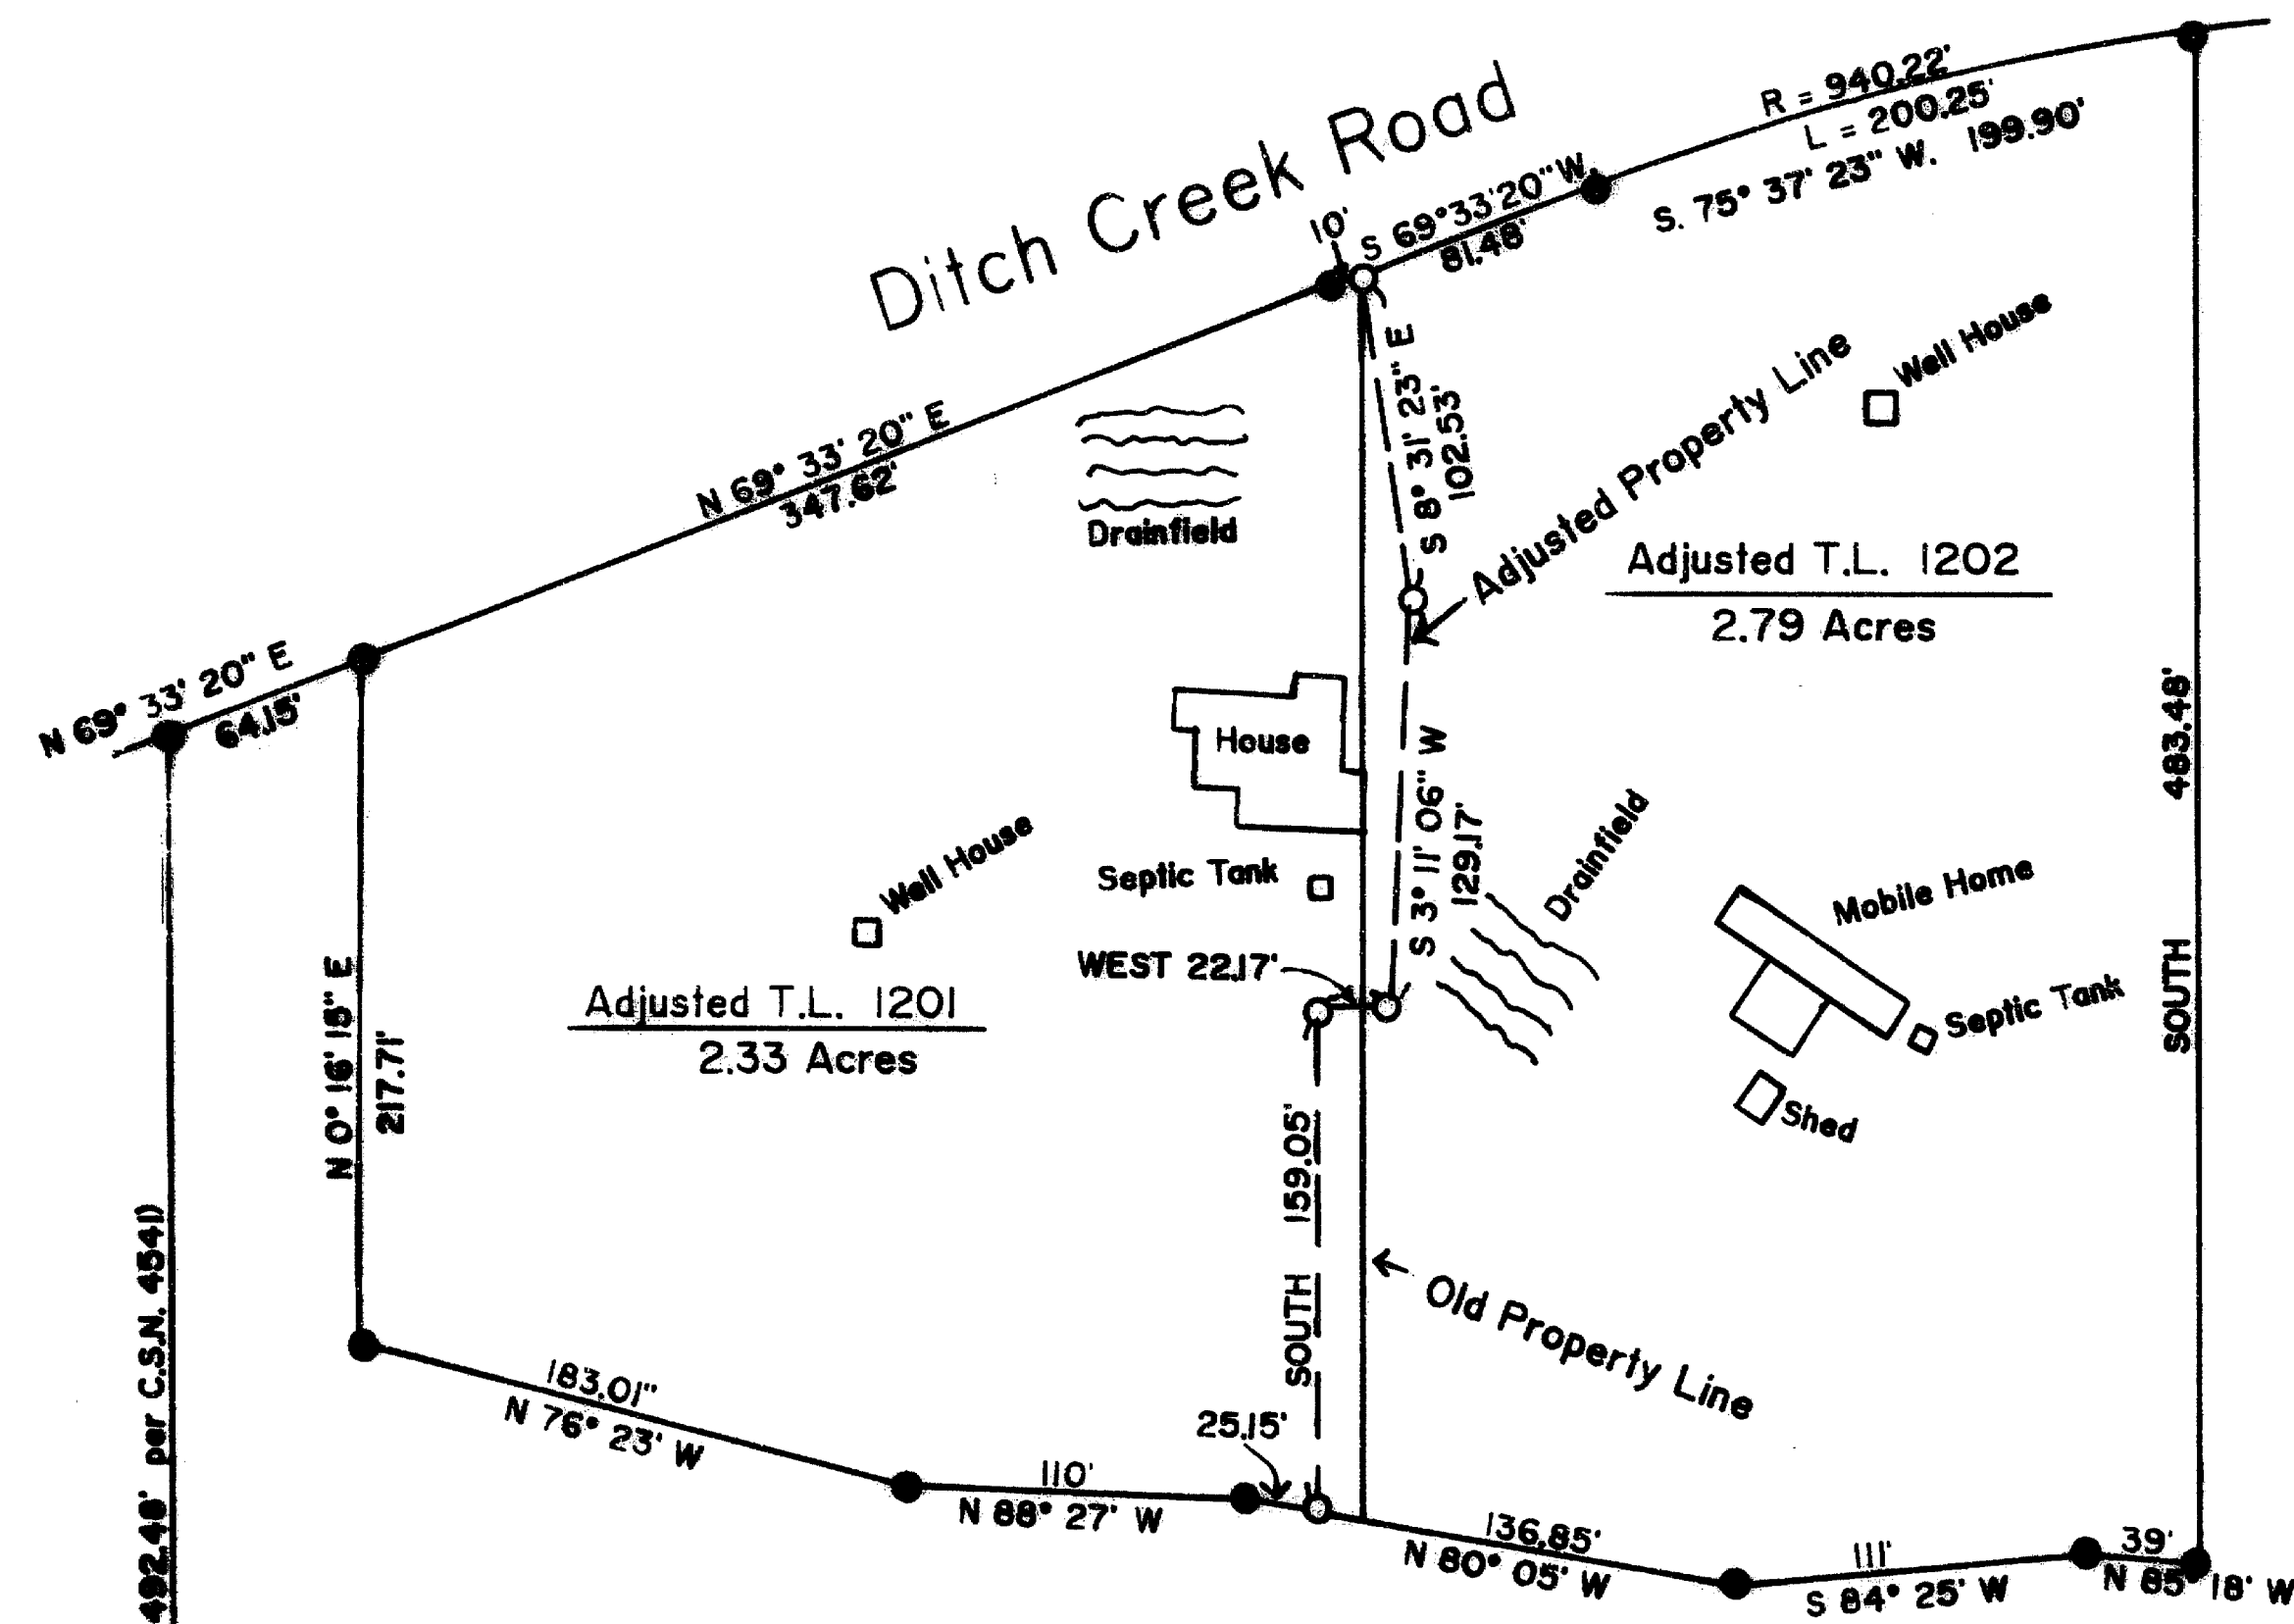 Ditch Creek Road
R = 940.22'
L = 200.25'
S. 75° 37' 23" W. 199.90'
10'
S 69°33'20"W.
81.48'
N 69° 33' 20" E
347.62'
Drainfield
S 8° 31' 23" E
102.53'
Adjusted Property Line
Well House
Adjusted T.L. 1202
2.79 Acres
N 69° 33' 20" E
64.15'
House
Septic Tank
S 3° 11' 06" W
129.17'
Drainfield
Mobile Home
Septic Tank
Shed
SOUTH 483.48'
Well House
WEST 22.17'
Adjusted T.L. 1201
2.33 Acres
N 0° 16' 15" E
217.71'
SOUTH 159.05'
Old Property Line
492.48' per C.S.N. 4541)
183.01"
N 76° 23' W
110'
N 88° 27' W
25.15'
136.85'
N 80° 05' W
111'
S 84° 25' W
39'
N 85 18' W